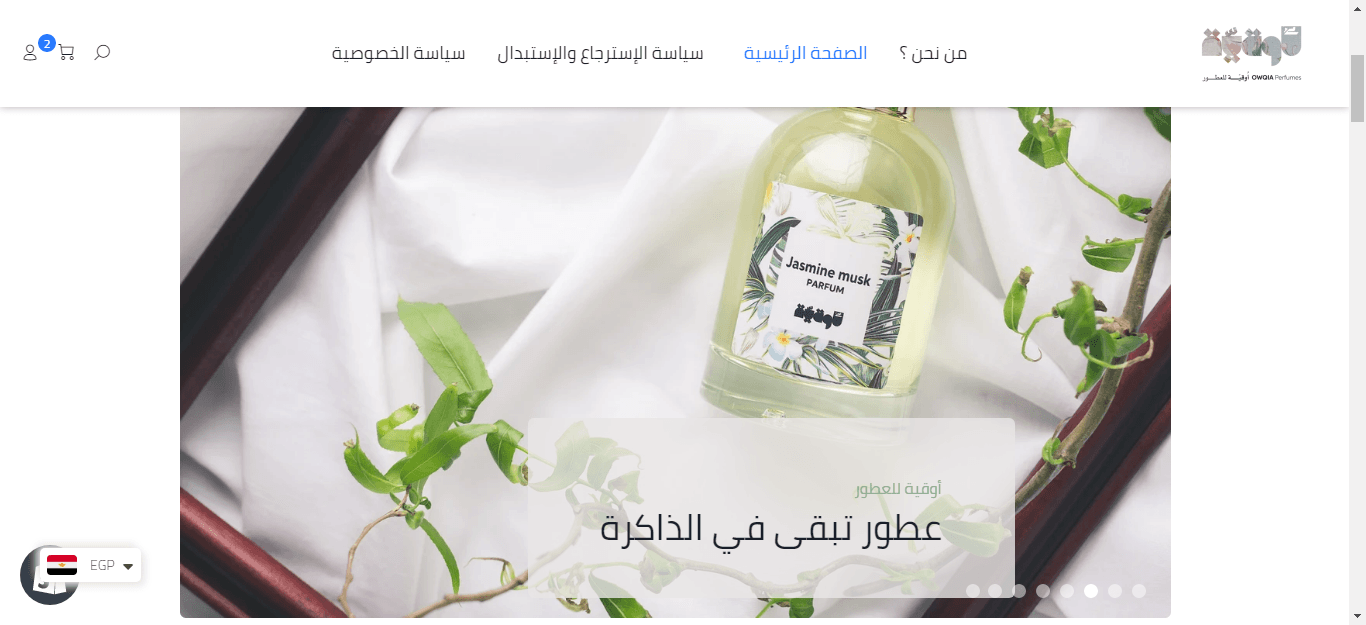 أوقية
أوقيّة للعطور OWQIA Perfumes
من نحن ؟
الصفحة الرئيسية
سياسة الإسترجاع والإستبدال
سياسة الخصوصية
2
Jasmine musk
PARFUM
أوقية
أوقية للعطور
عطور تبقى في الذاكرة
EGP